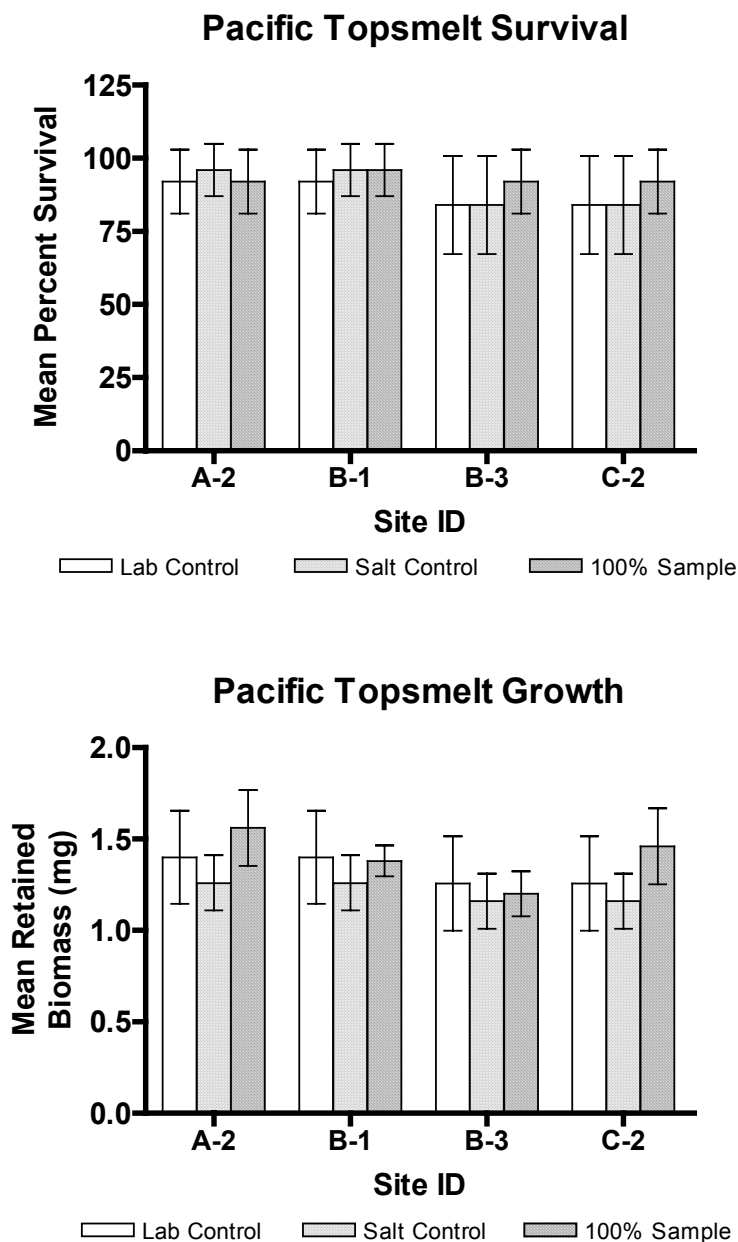 Pacific Topsmelt Survival
125
100
75
50
25
0
Mean Percent Survival
A-2 B-1 B-3 C-2
Site ID
Lab Control Salt Control 100% Sample
Pacific Topsmelt Growth
2.0
1.5
1.0
0.5
0.0
Mean Retained
Biomass (mg)
A-2 B-1 B-3 C-2
Site ID
Lab Control Salt Control 100% Sample